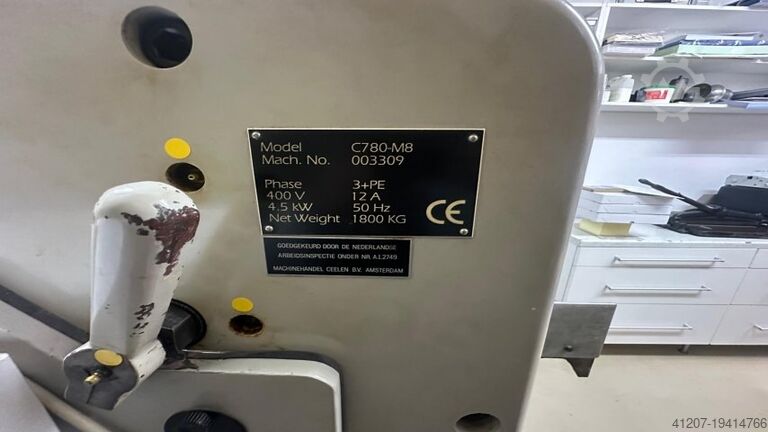 Model C780-M8
Mach. No. 003309
Phase 3+PE
400 V 12 A
4.5 kW 50 Hz
Net Weight 1800 KG
CE
GOEDGEKEURD DOOR DE NEDERLANDSE
ARBEIDSINSPECTIE ONDER NR A.1.2749.
MACHINEHANDEL CEELEN B.V. AMSTERDAM
41207-19414766